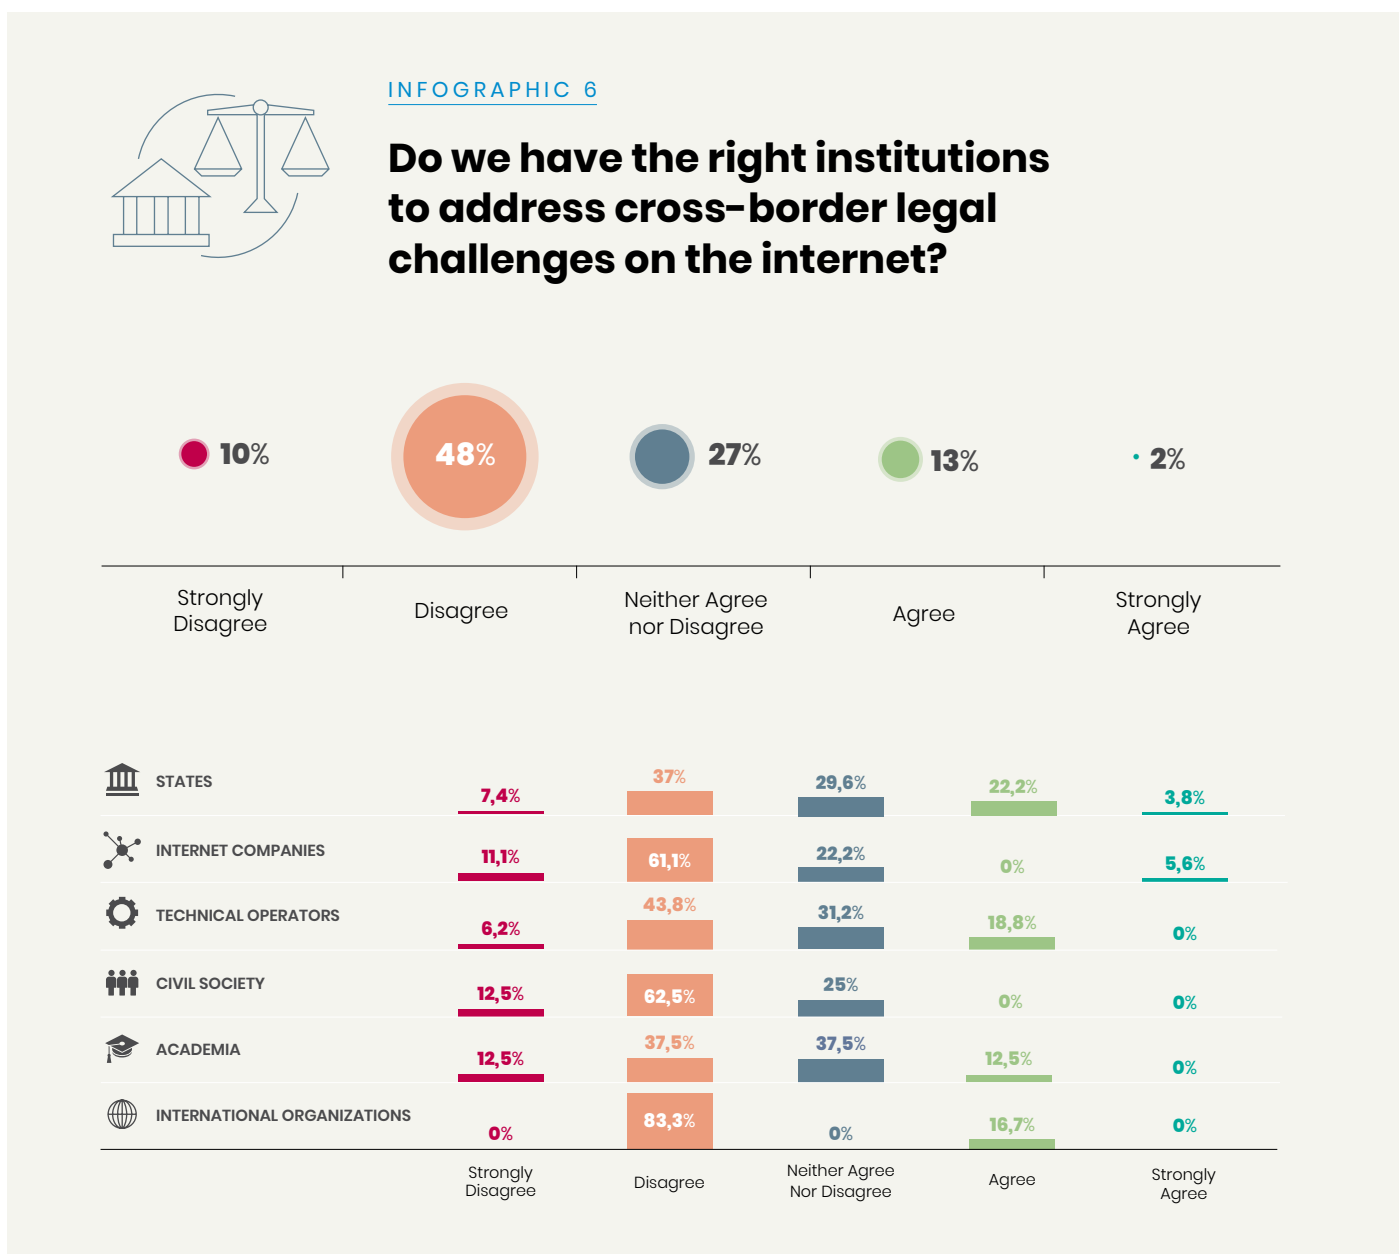 INFOGRAPHIC 6
Do we have the right institutions
to address cross-border legal
challenges on the internet?
10%
48%
27%
13%
2%
Strongly
Disagree
Disagree
Neither Agree
nor Disagree
Agree
Strongly
Agree
STATES
7,4%
37%
29,6%
22,2%
3,8%
INTERNET COMPANIES
11,1%
61,1%
22,2%
0%
5,6%
TECHNICAL OPERATORS
6,2%
43,8%
31,2%
18,8%
0%
CIVIL SOCIETY
12,5%
62,5%
25%
0%
0%
ACADEMIA
12,5%
37,5%
37,5%
12,5%
0%
INTERNATIONAL ORGANIZATIONS
0%
83,3%
0%
16,7%
0%
Strongly
Disagree
Disagree
Neither Agree
Nor Disagree
Agree
Strongly
Agree